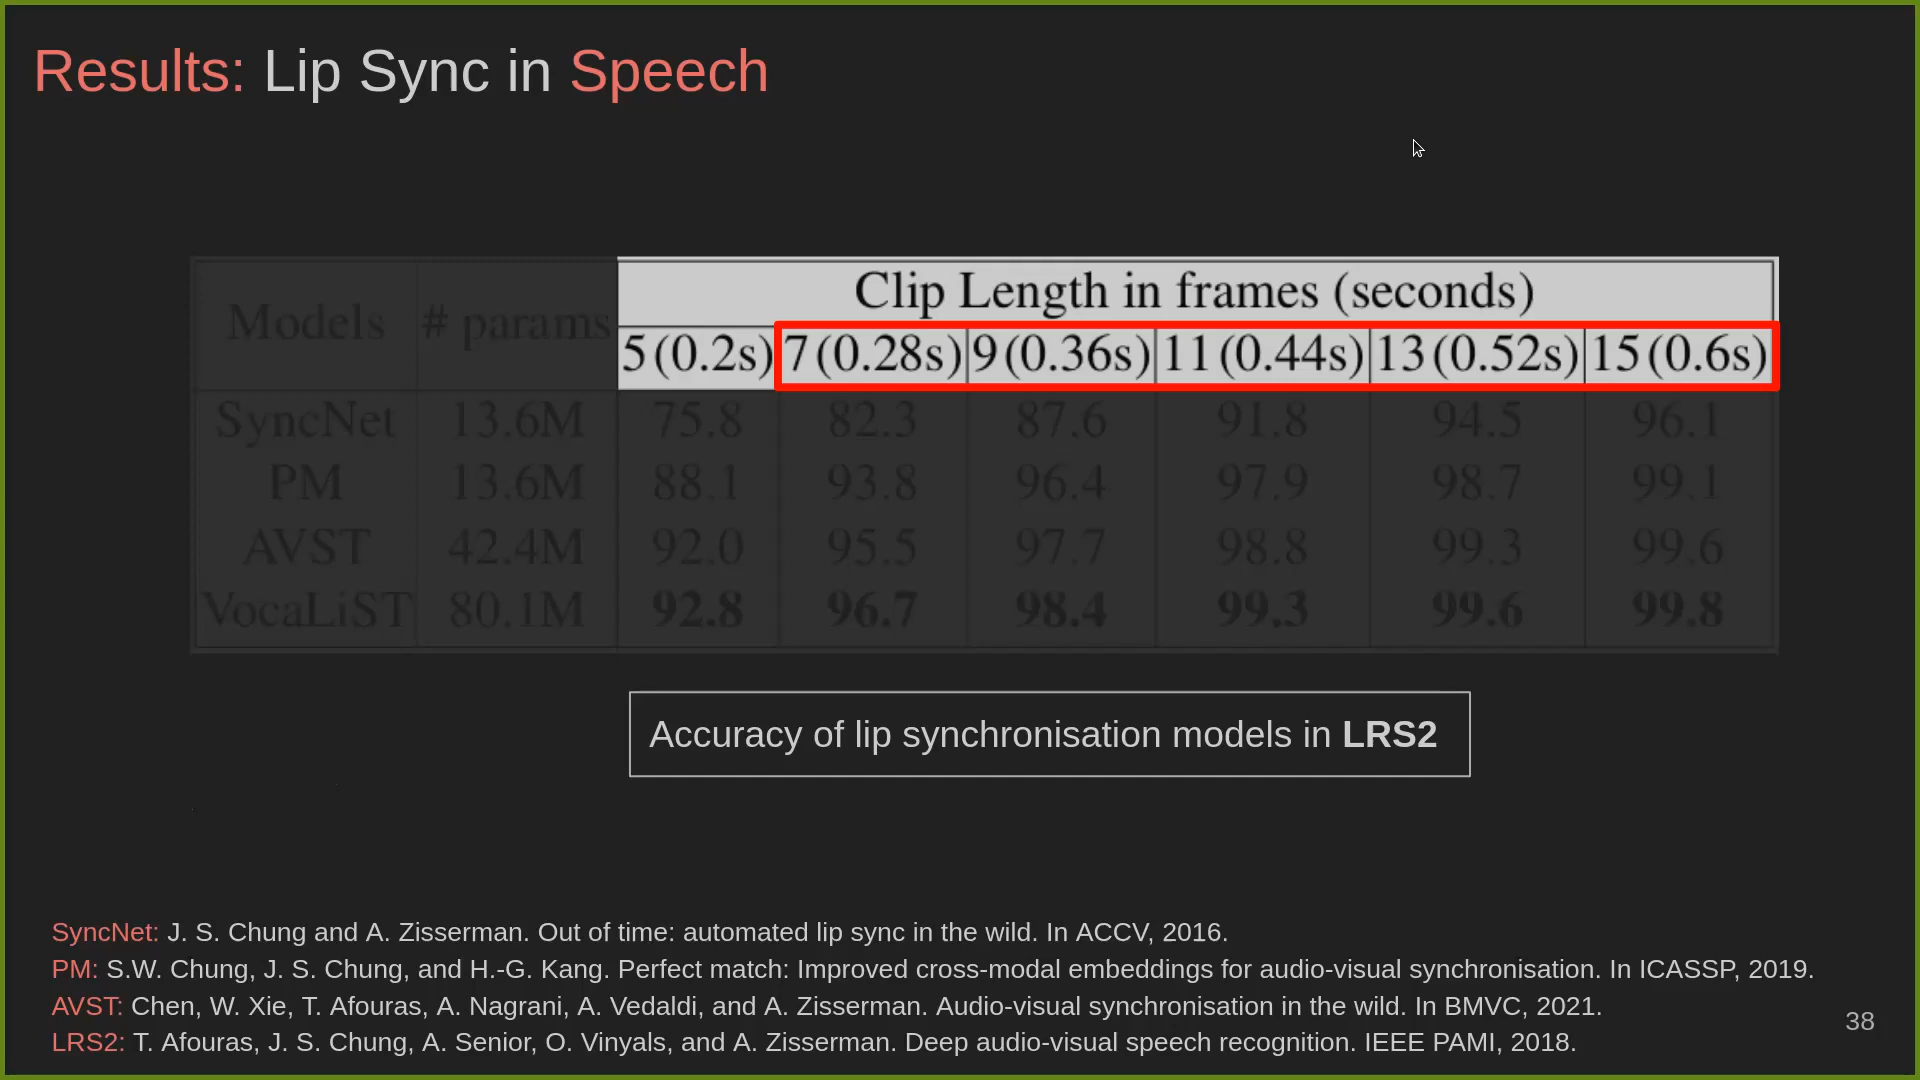 Results: Lip Sync in Speech
Models # params Clip Length in frames (seconds)
5 (0.2s) 7 (0.28s) 9 (0.36s) 11 (0.44s) 13 (0.52s) 15 (0.6s)
SyncNet 13.6M 75.8 82.3 87.6 91.8 94.5 96.1
PM 13.6M 88.1 93.8 96.4 97.9 98.7 99.1
AVST 42.4M 92.0 95.5 97.7 98.8 99.3 99.6
VocaLiST 80.1M 92.8 96.7 98.4 99.3 99.6 99.8
Accuracy of lip synchronisation models in LRS2
SyncNet: J. S. Chung and A. Zisserman. Out of time: automated lip sync in the wild. In ACCV, 2016.
PM: S.W. Chung, J. S. Chung, and H.-G. Kang. Perfect match: Improved cross-modal embeddings for audio-visual synchronisation. In ICASSP, 2019.
AVST: Chen, W. Xie, T. Afouras, A. Nagrani, A. Vedaldi, and A. Zisserman. Audio-visual synchronisation in the wild. In BMVC, 2021.
LRS2: T. Afouras, J. S. Chung, A. Senior, O. Vinyals, and A. Zisserman. Deep audio-visual speech recognition. IEEE PAMI, 2018.
38